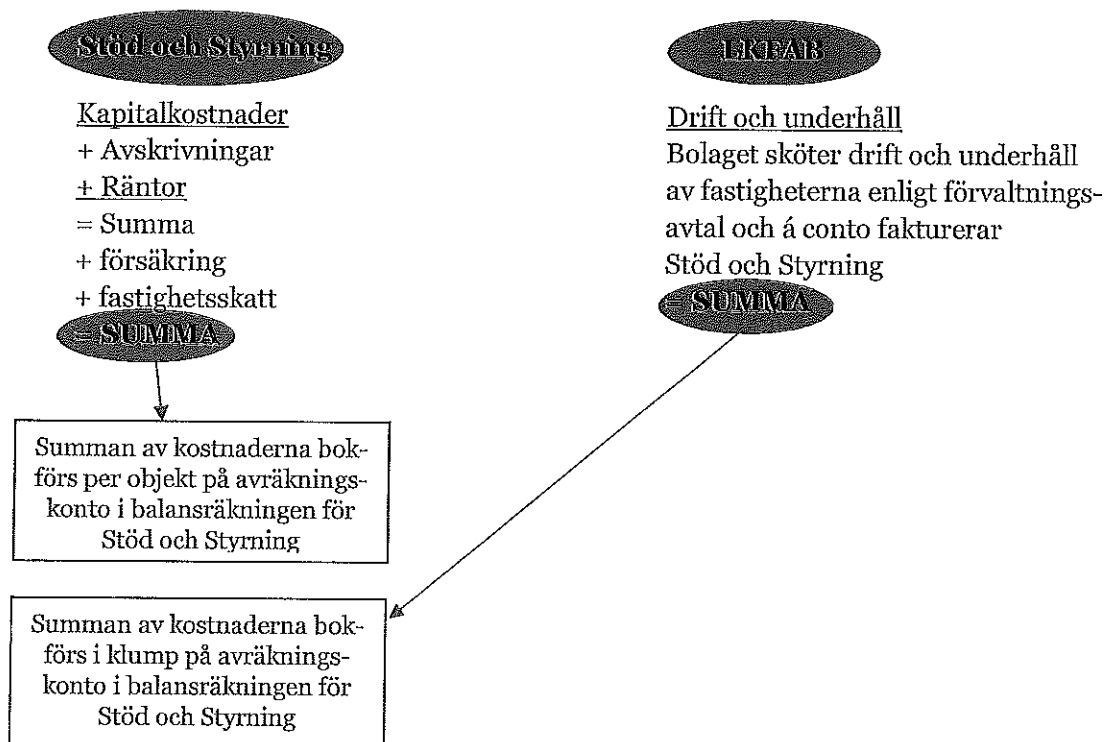 Stöd och Styrning
Kapitalkostnader
+ Avskrivningar
+ Räntor
= Summa
+ försäkring
+ fastighetsskatt
= SUMMA
LKFAB
Drift och underhåll
Bolaget sköter drift och underhåll
av fastigheterna enligt förvaltnings-
avtal och á conto fakturerar
Stöd och Styrning
= SUMMA
Summan av kostnaderna bok-
förs per objekt på avräknings-
konto i balansräkningen för
Stöd och Styrning
Summan av kostnaderna bok-
förs i klump på avräknings-
konto i balansräkningen för
Stöd och Styrning